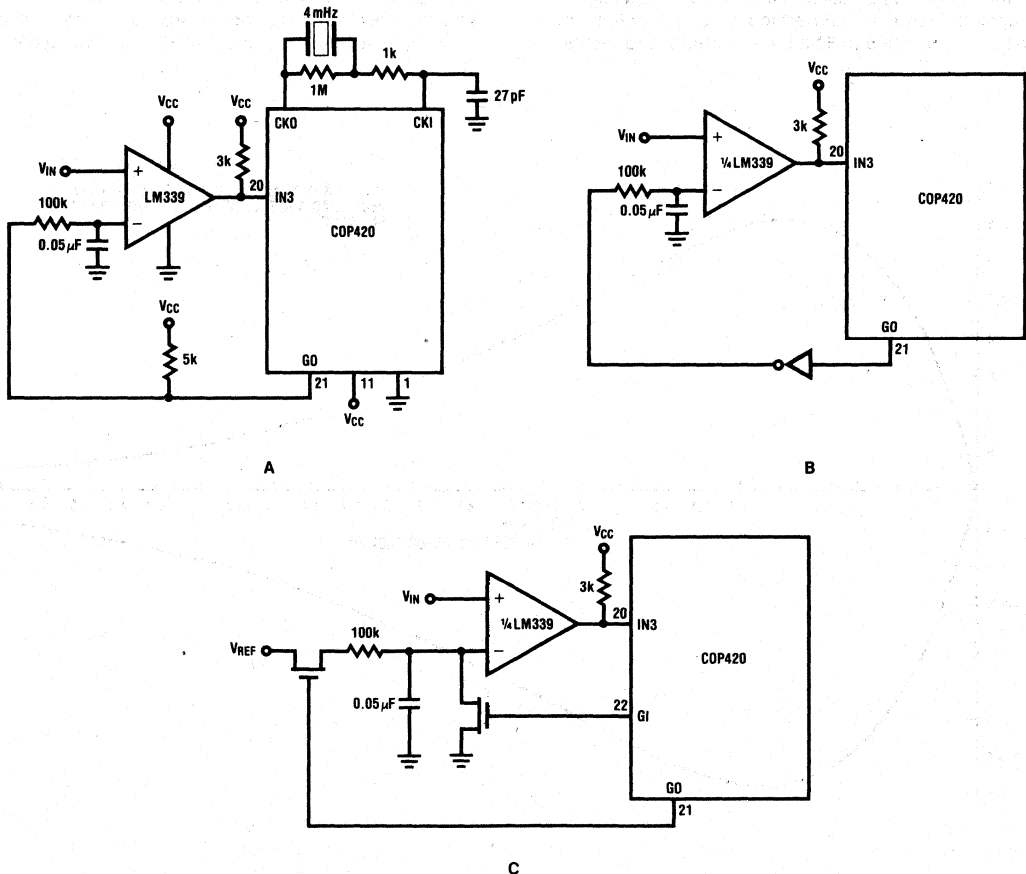 4 mHz
1M
1k
27 pF
CKO
CKI
VCC
VCC
3k
20
IN3
VIN
+
−
LM339
100k
0.05 μF
COP420
VCC
5k
GO
21
11
1
VCC
A
VCC
3k
20
IN3
VIN
+
−
¼ LM339
100k
0.05 μF
COP420
GO
21
B
VCC
3k
20
IN3
VIN
+
−
¼ LM339
VREF
100k
0.05 μF
COP420
22
GI
GO
21
C